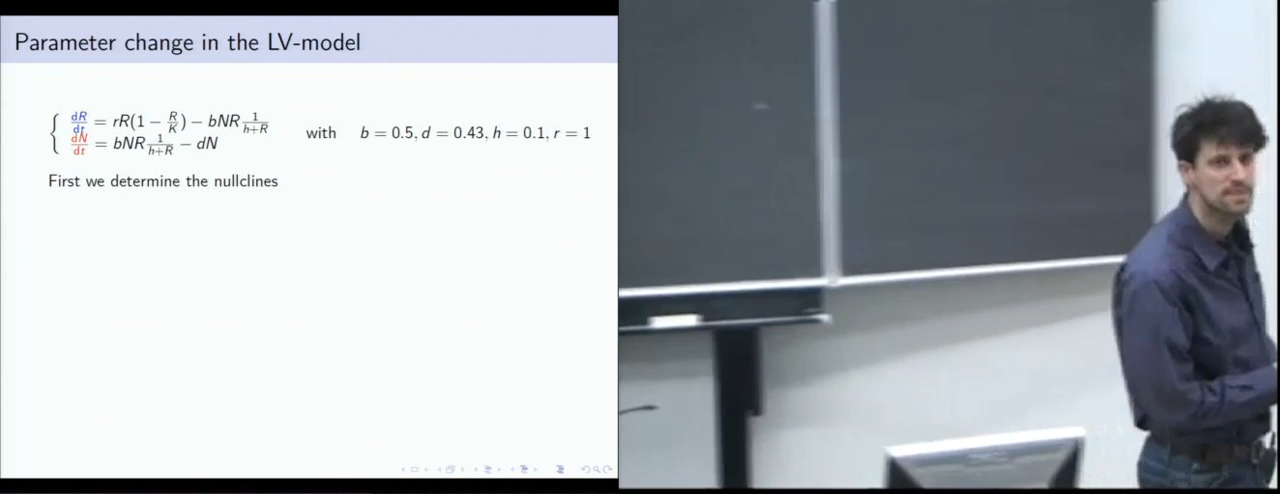 Parameter change in the LV-model
dR/dt = rR(1 − R/K) − bNR 1/(h+R)
dN/dt = bNR 1/(h+R) − dN
with b = 0.5, d = 0.43, h = 0.1, r = 1
First we determine the nullclines